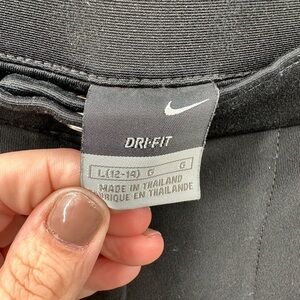 DRI-FIT
L(12-14) G G
MADE IN THAILAND
FABRIQUE EN THAILANDE